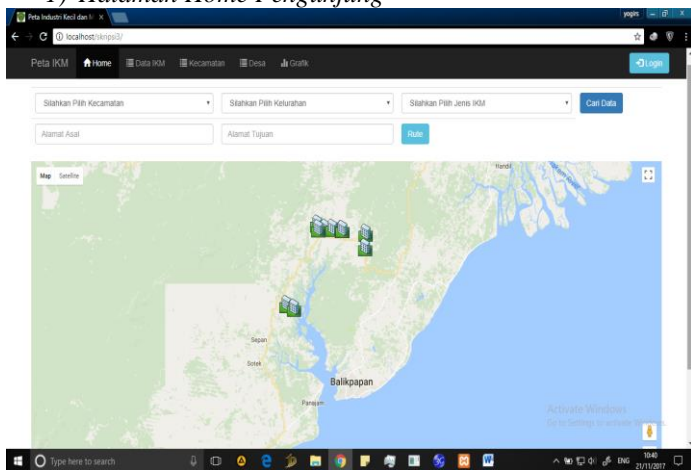 1) Halaman Home Pengunjung
Peta Industri Kecil dan M
yogirs
localhost/skripsi3/
Peta IKM Home Data IKM Kecamatan Desa Grafik Login
Silahkan Pilih Kecamatan Silahkan Pilih Kelurahan Silahkan Pilih Jenis IKM Cari Data
Alamat Asal Alamat Tujuan Rute
Map Satellite
Handil
Sepan
Sotek
Balikpapan
Panajam
Activate Windows
Go to Settings to activate Windows.
Type here to search
ENG
10:40
21/11/2017